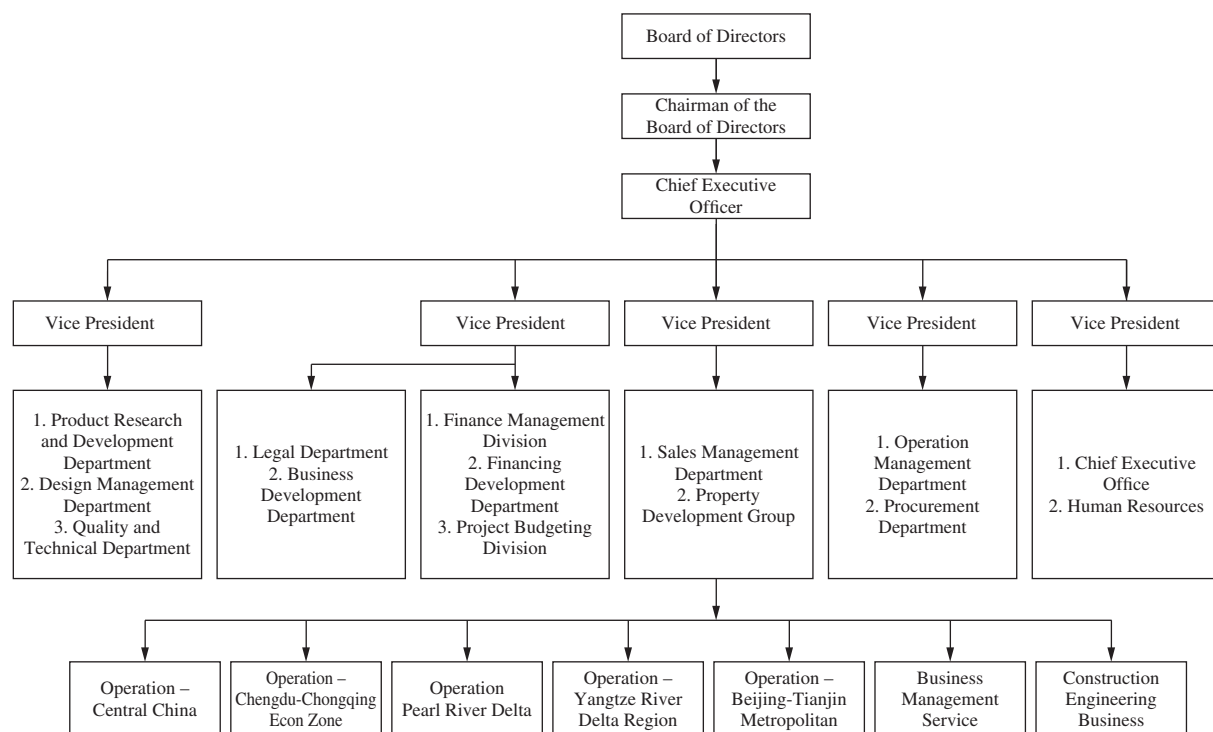 Board of Directors
Chairman of the
Board of Directors
Chief Executive
Officer
Vice President
Vice President
Vice President
Vice President
Vice President
1. Product Research
and Development
Department
2. Design Management
Department
3. Quality and
Technical Department
1. Legal Department
2. Business
Development
Department
1. Finance Management
Division
2. Financing
Development
Department
3. Project Budgeting
Division
1. Sales Management
Department
2. Property
Development Group
1. Operation
Management
Department
2. Procurement
Department
1. Chief Executive
Office
2. Human Resources
Operation –
Central China
Operation –
Chengdu-Chongqing
Econ Zone
Operation
Pearl River Delta
Operation –
Yangtze River
Delta Region
Operation –
Beijing-Tianjin
Metropolitan
Business
Management
Service
Construction
Engineering
Business